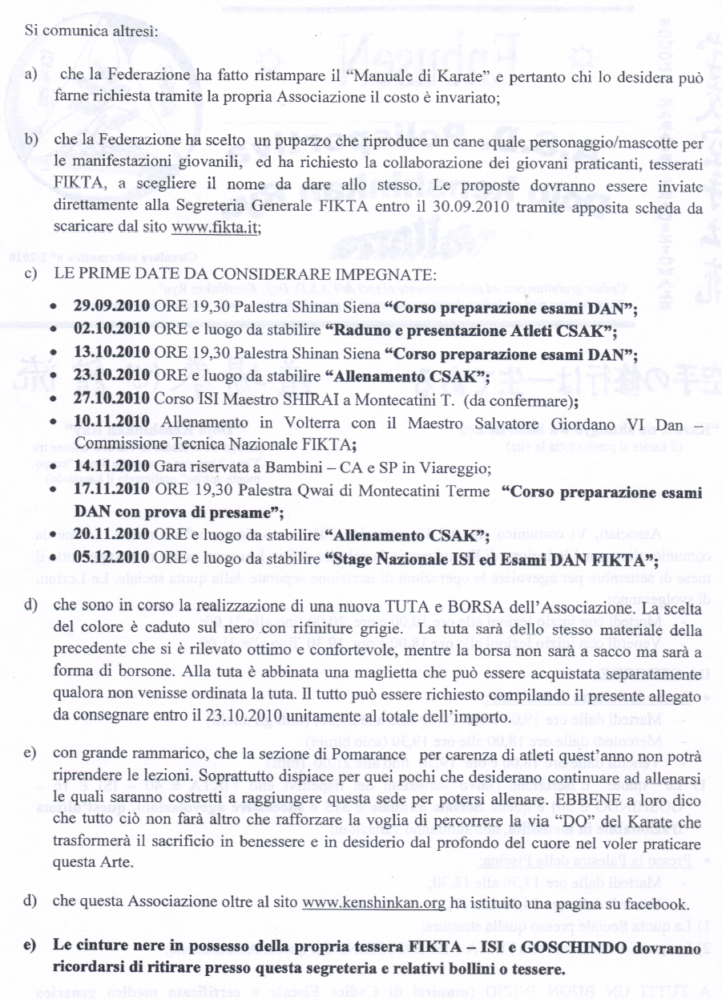 Si comunica altresì:
a) che la Federazione ha fatto ristampare il “Manuale di Karate” e pertanto chi lo desidera può
farne richiesta tramite la propria Associazione il costo è invariato;
b) che la Federazione ha scelto un pupazzo che riproduce un cane quale personaggio/mascotte per
le manifestazioni giovanili, ed ha richiesto la collaborazione dei giovani praticanti, tesserati
FIKTA, a scegliere il nome da dare allo stesso. Le proposte dovranno essere inviate
direttamente alla Segreteria Generale FIKTA entro il 30.09.2010 tramite apposita scheda da
scaricare dal sito www.fikta.it;
c) LE PRIME DATE DA CONSIDERARE IMPEGNATE:
• 29.09.2010 ORE 19,30 Palestra Shinan Siena “Corso preparazione esami DAN”;
• 02.10.2010 ORE e luogo da stabilire “Raduno e presentazione Atleti CSAK”;
• 13.10.2010 ORE 19,30 Palestra Shinan Siena “Corso preparazione esami DAN”;
• 23.10.2010 ORE e luogo da stabilire “Allenamento CSAK”;
• 27.10.2010 Corso ISI Maestro SHIRAI a Montecatini T. (da confermare);
• 10.11.2010 Allenamento in Volterra con il Maestro Salvatore Giordano VI Dan –
Commissione Tecnica Nazionale FIKTA;
• 14.11.2010 Gara riservata a Bambini – CA e SP in Viareggio;
• 17.11.2010 ORE 19,30 Palestra Qwai di Montecatini Terme “Corso preparazione esami
DAN con prova di presame”;
• 20.11.2010 ORE e luogo da stabilire “Allenamento CSAK”;
• 05.12.2010 ORE e luogo da stabilire “Stage Nazionale ISI ed Esami DAN FIKTA”;
d) che sono in corso la realizzazione di una nuova TUTA e BORSA dell’Associazione. La scelta
del colore è caduto sul nero con rifiniture grigie. La tuta sarà dello stesso materiale della
precedente che si è rilevato ottimo e confortevole, mentre la borsa non sarà a sacco ma sarà a
forma di borsone. Alla tuta è abbinata una maglietta che può essere acquistata separatamente
qualora non venisse ordinata la tuta. Il tutto può essere richiesto compilando il presente allegato
da consegnare entro il 23.10.2010 unitamente al totale dell’importo.
e) con grande rammarico, che la sezione di Pomarance per carenza di atleti quest’anno non potrà
riprendere le lezioni. Soprattutto dispiace per quei pochi che desiderano continuare ad allenarsi
le quali saranno costretti a raggiungere questa sede per potersi allenare. EBBENE a loro dico
che tutto ciò non farà altro che rafforzare la voglia di percorrere la via “DO” del Karate che
trasformerà il sacrificio in benessere e in desiderio dal profondo del cuore nel voler praticare
questa Arte.
d) che questa Associazione oltre al sito www.kenshinkan.org ha istituito una pagina su facebook.
e) Le cinture nere in possesso della propria tessera FIKTA – ISI e GOSCHINDO dovranno
ricordarsi di ritirare presso questa segreteria e relativi bollini o tessere.